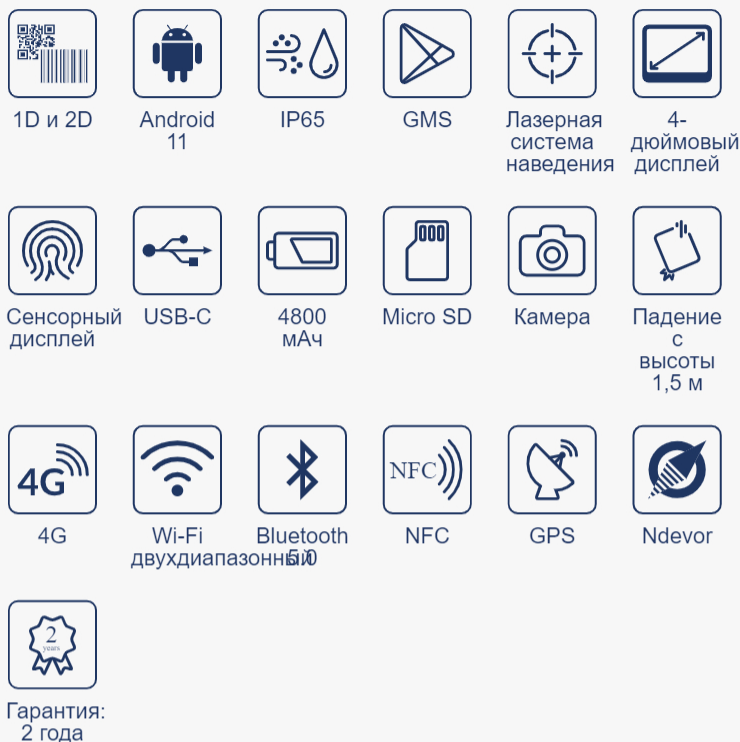 1D и 2D
Android
11
IP65
GMS
Лазерная
система
наведения
4-
дюймовый
дисплей
Сенсорный
дисплей
USB-C
4800
мАч
Micro SD
Камера
Падение
с
высоты
1,5 м
4G
4G
Wi-Fi
двухдиапазонный
Bluetooth
5.0
NFC
NFC
GPS
Ndevor
2
years
Гарантия:
2 года